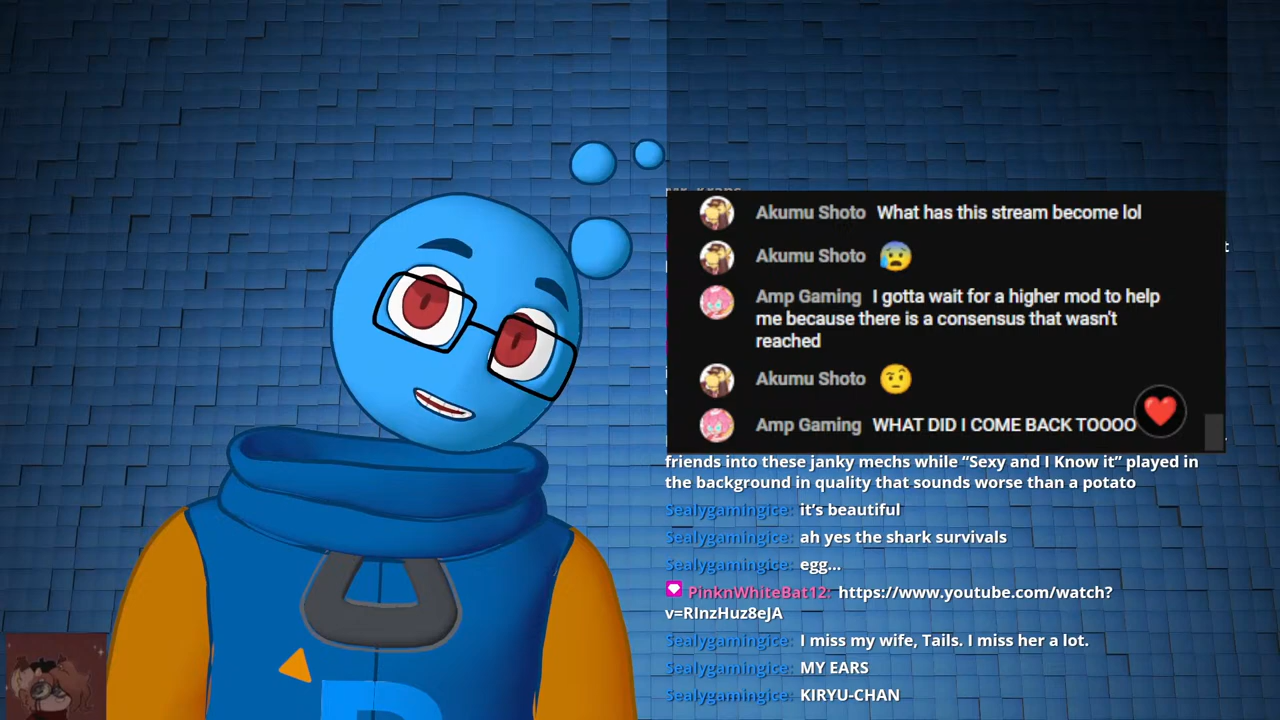 Akumu Shoto What has this stream become lol
Akumu Shoto 😰
Amp Gaming I gotta wait for a higher mod to help
me because there is a consensus that wasn't
reached
Akumu Shoto 🤨
Amp Gaming WHAT DID I COME BACK TOOOO
friends into these janky mechs while “Sexy and I Know it” played in
the background in quality that sounds worse than a potato
Sealygamingice: it’s beautiful
Sealygamingice: ah yes the shark survivals
Sealygamingice: egg...
PinknWhiteBat12: https://www.youtube.com/watch?
v=RInzHuz8eJA
Sealygamingice: I miss my wife, Tails. I miss her a lot.
Sealygamingice: MY EARS
Sealygamingice: KIRYU-CHAN